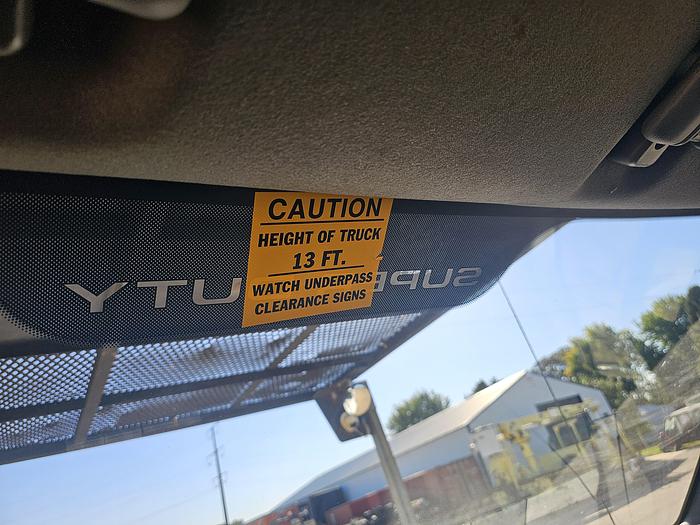 CAUTION
HEIGHT OF TRUCK
13 FT.
WATCH UNDERPASS
CLEARANCE SIGNS